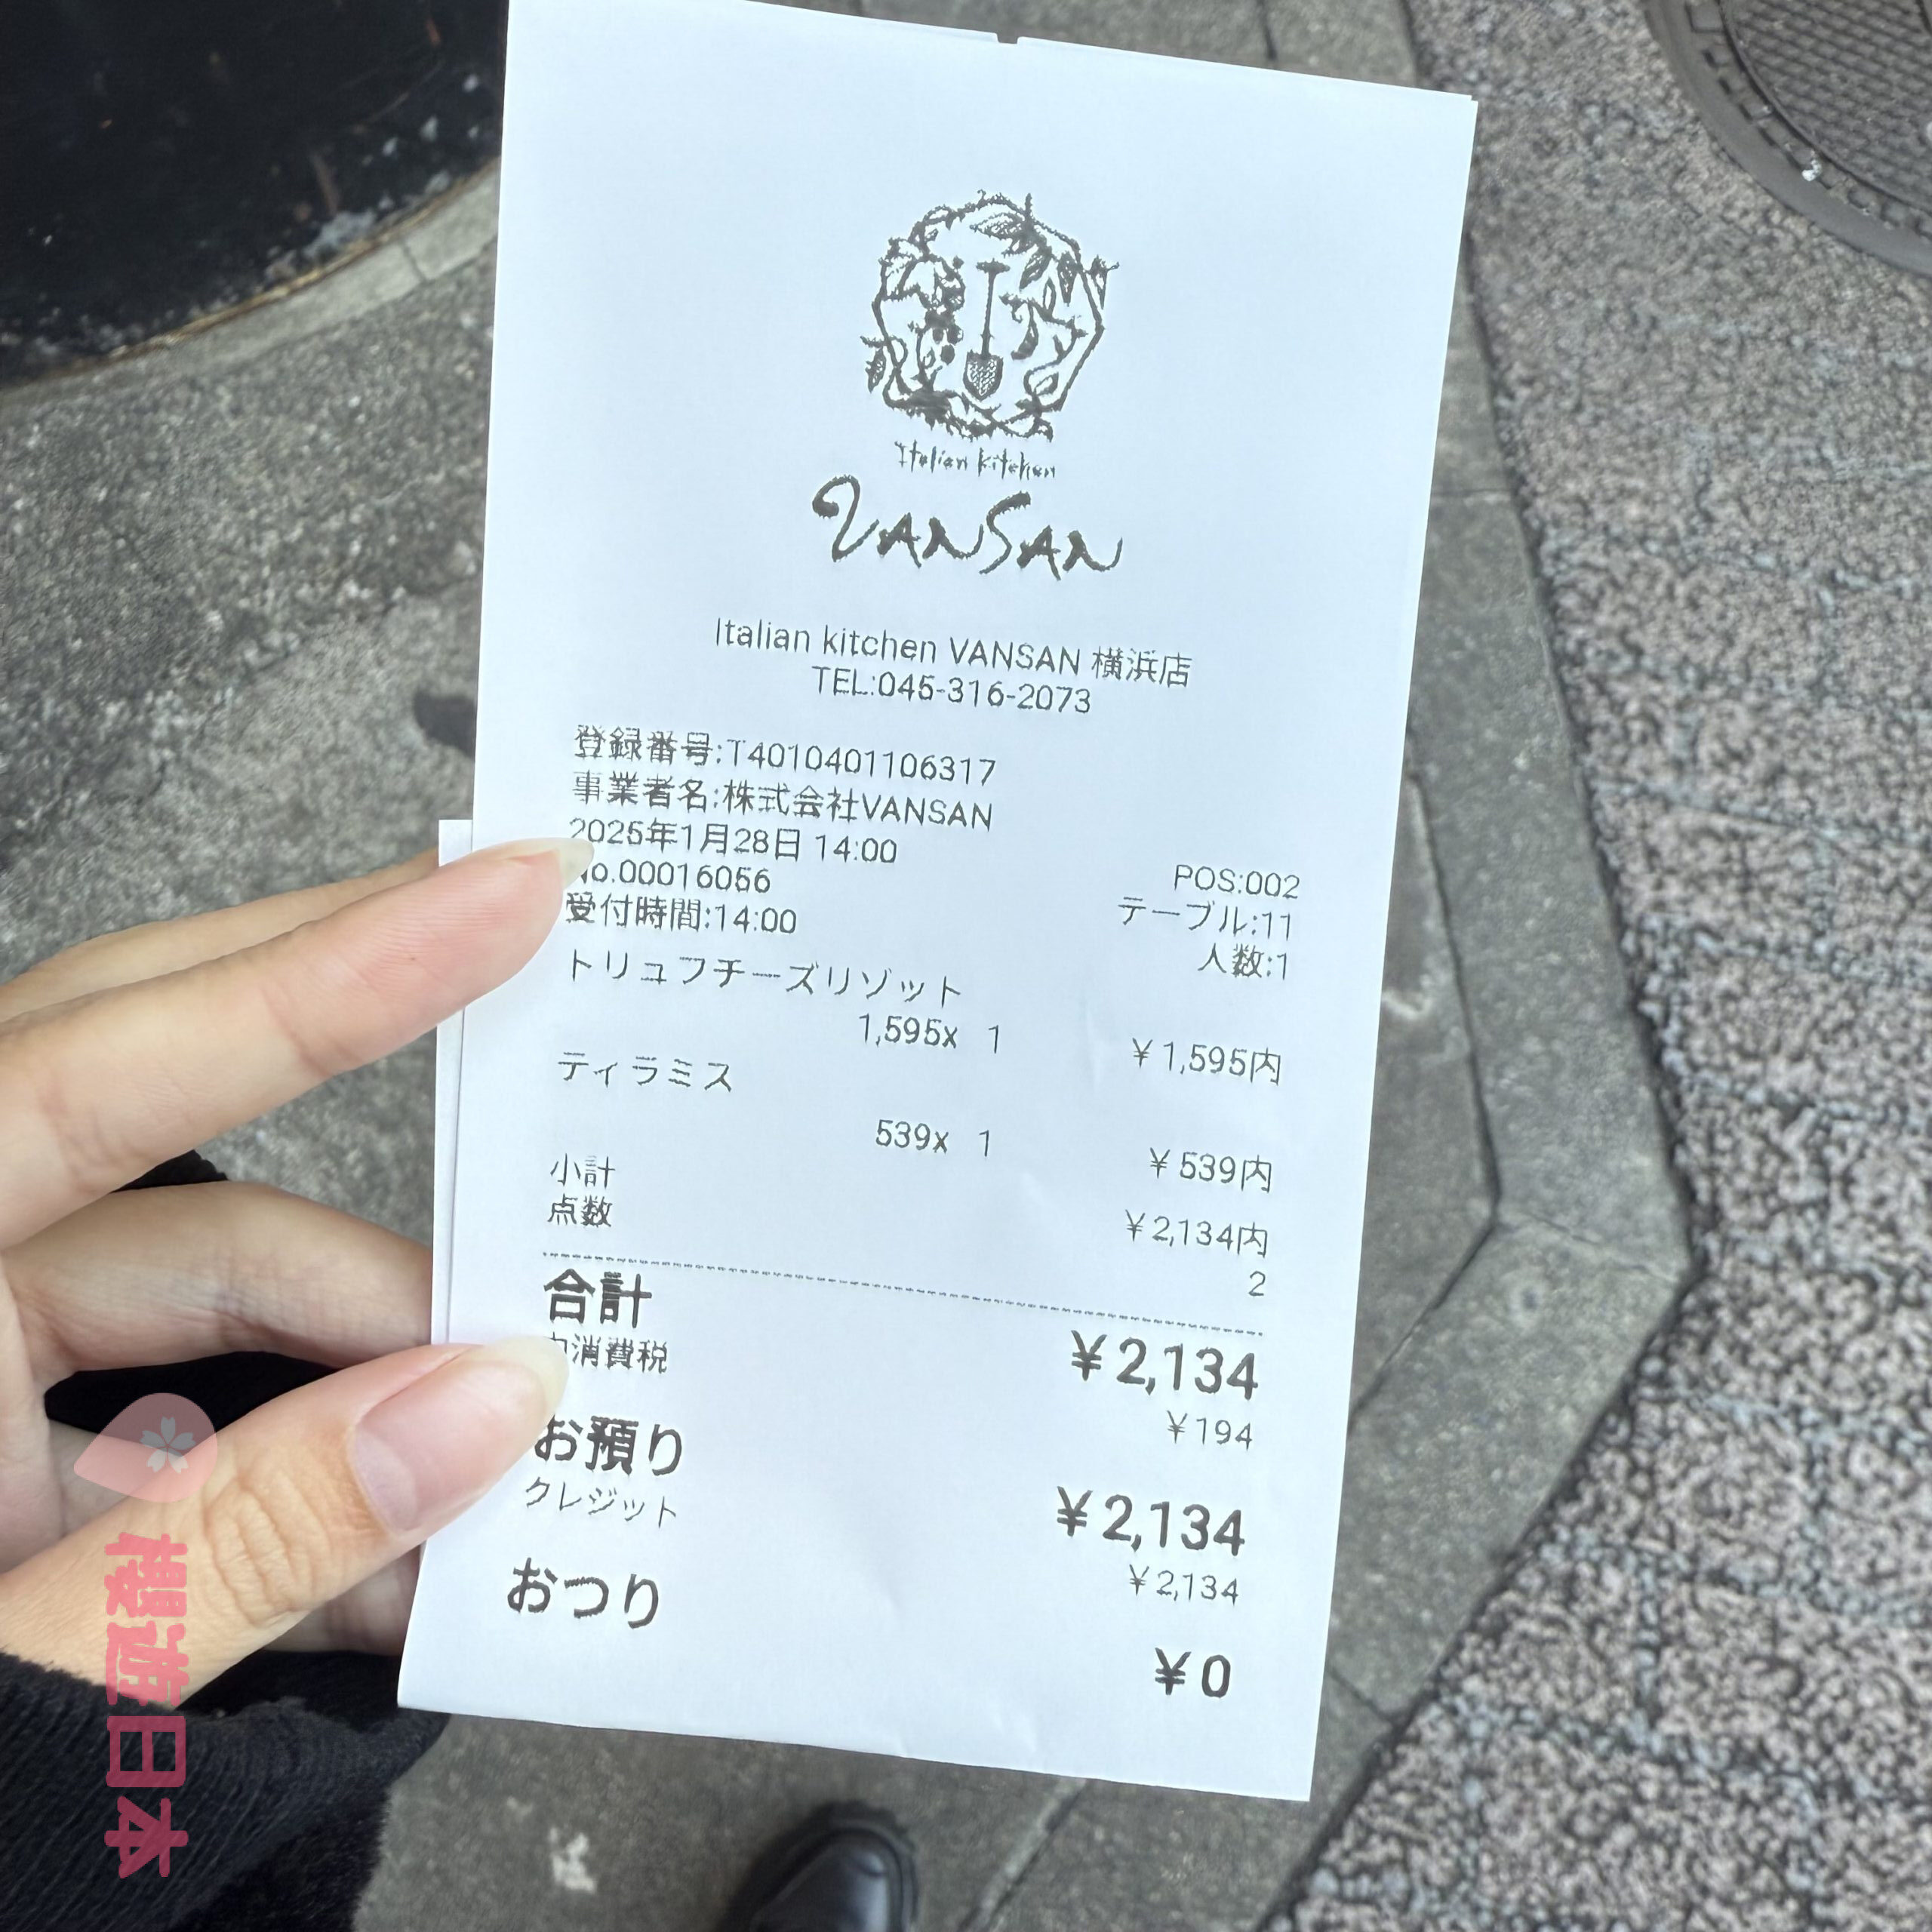 Italian kitchen
VANSAN
Italian kitchen VANSAN 横浜店
TEL:045-316-2073
登録番号:T4010401106317
事業者名:株式会社VANSAN
2025年1月28日 14:00
No.00016056
POS:002
受付時間:14:00
テーブル:11
人数:1
トリュフチーズリゾット
1,595x 1 ¥1,595内
ティラミス
539x 1 ¥539内
小計 ¥2,134内
点数 2
合計 ¥2,134
内消費税 ¥194
お預り ¥2,134
クレジット ¥2,134
おつり ¥0
櫻遊日本